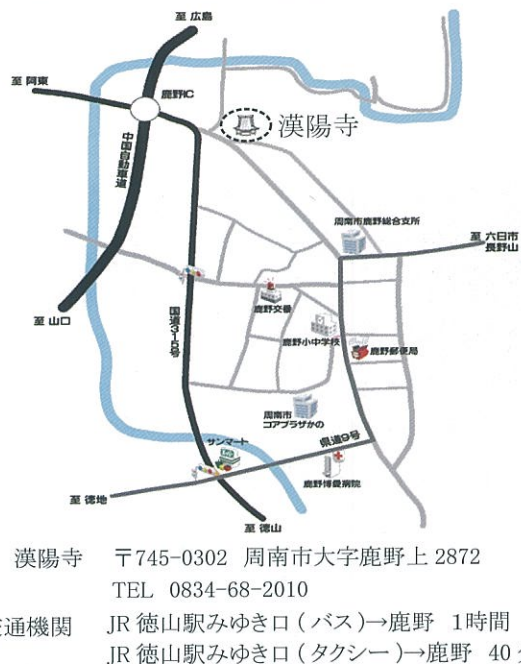 至 広島
至 阿東
鹿野IC
漢陽寺
中国自動車道
周南市鹿野総合支所
至 六日市
長野山
至 山口
国道315号
鹿野交番
鹿野小中学校
鹿野郵便局
周南市
コアプラザかの
サンマート
県道9号
至 徳地
鹿野博愛病院
至 徳山
漢陽寺 〒745-0302 周南市大字鹿野上 2872
TEL 0834-68-2010
通機関 JR 徳山駅みゆき口 ( バス )→鹿野 1時間
JR 徳山駅みゆき口 ( タクシー )→鹿野 40